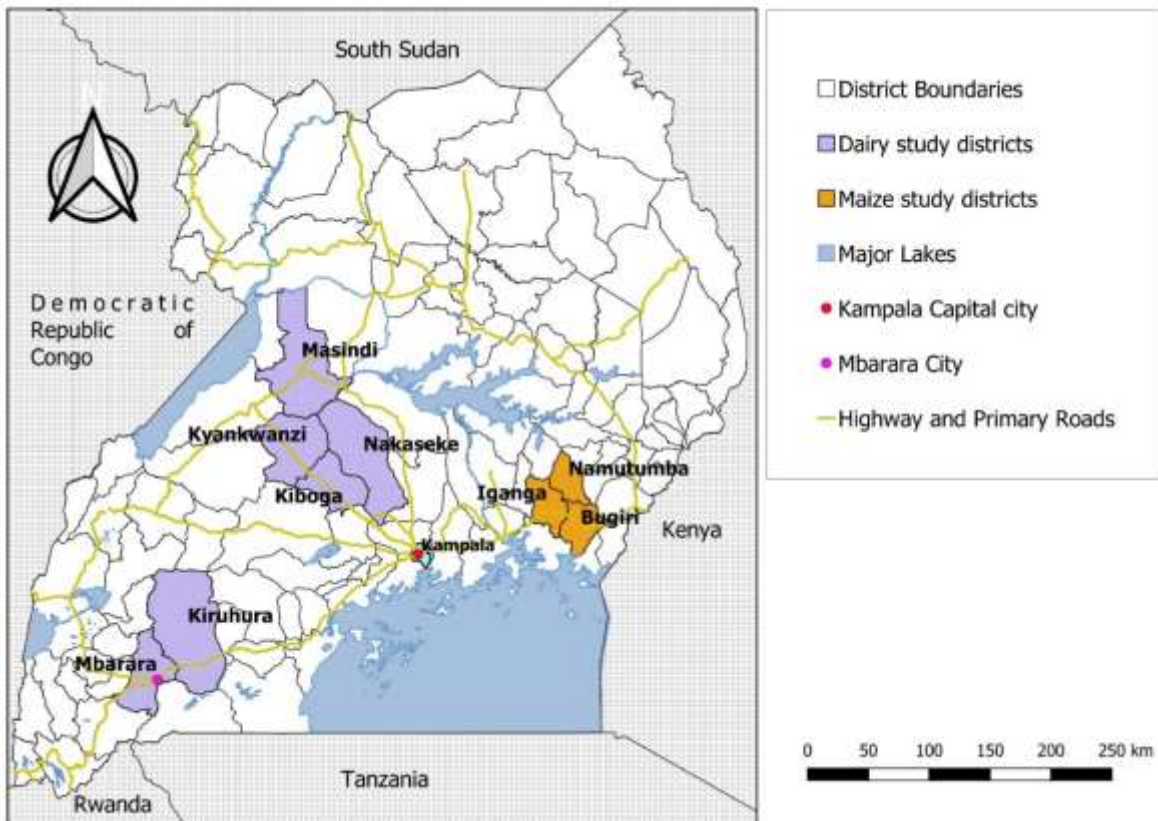 N
South Sudan
Democratic
Republic of
Congo
Masindi
Kyankwanzi
Nakaseke
Kiboga
Namutumba
Iganga
Bugiri
Kenya
Kampala
Kiruhura
Mbarara
Tanzania
Rwanda
District Boundaries
Dairy study districts
Maize study districts
Major Lakes
Kampala Capital city
Mbarara City
Highway and Primary Roads
0 50 100 150 200 250 km